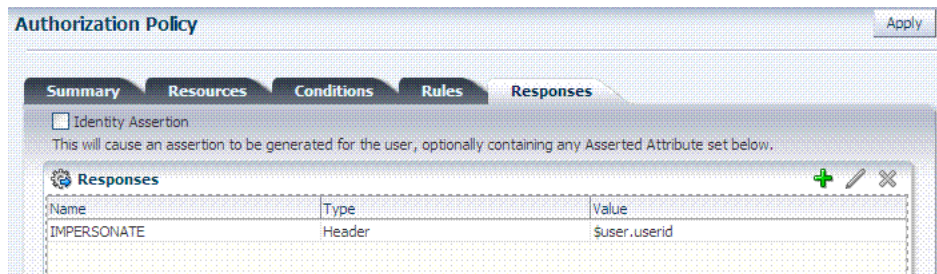 Authorization Policy
Apply
Summary Resources Conditions Rules Responses
Identity Assertion
This will cause an assertion to be generated for the user, optionally containing any Asserted Attribute set below.
Responses
Name Type Value
IMPERSONATE Header $user.userid